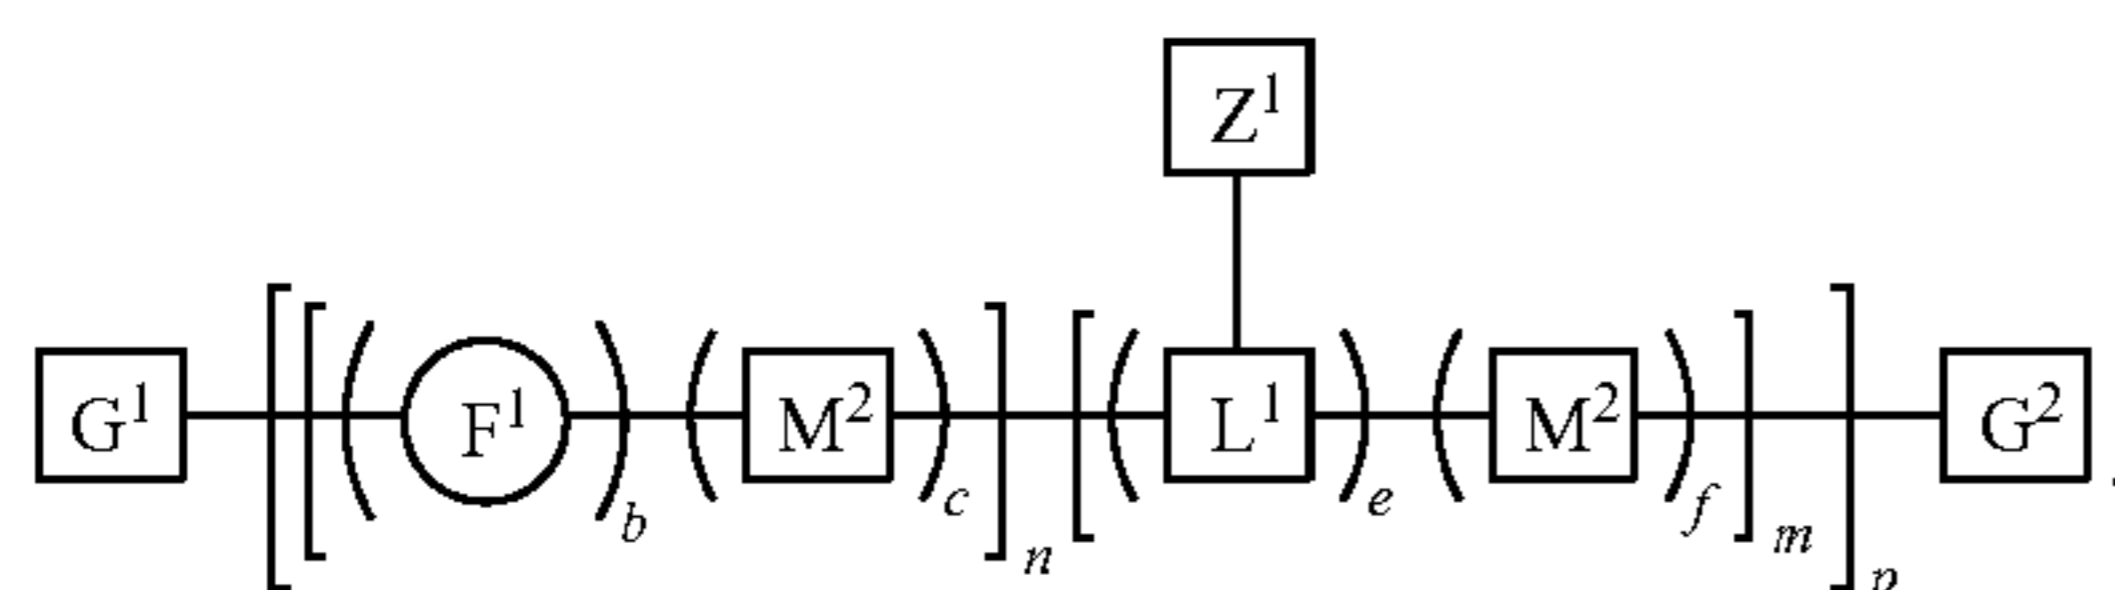 Z¹
G¹ [ [ ( F¹ )b ( M² )c ]n [ ( L¹ )e ( M² )f ]m ]p G²